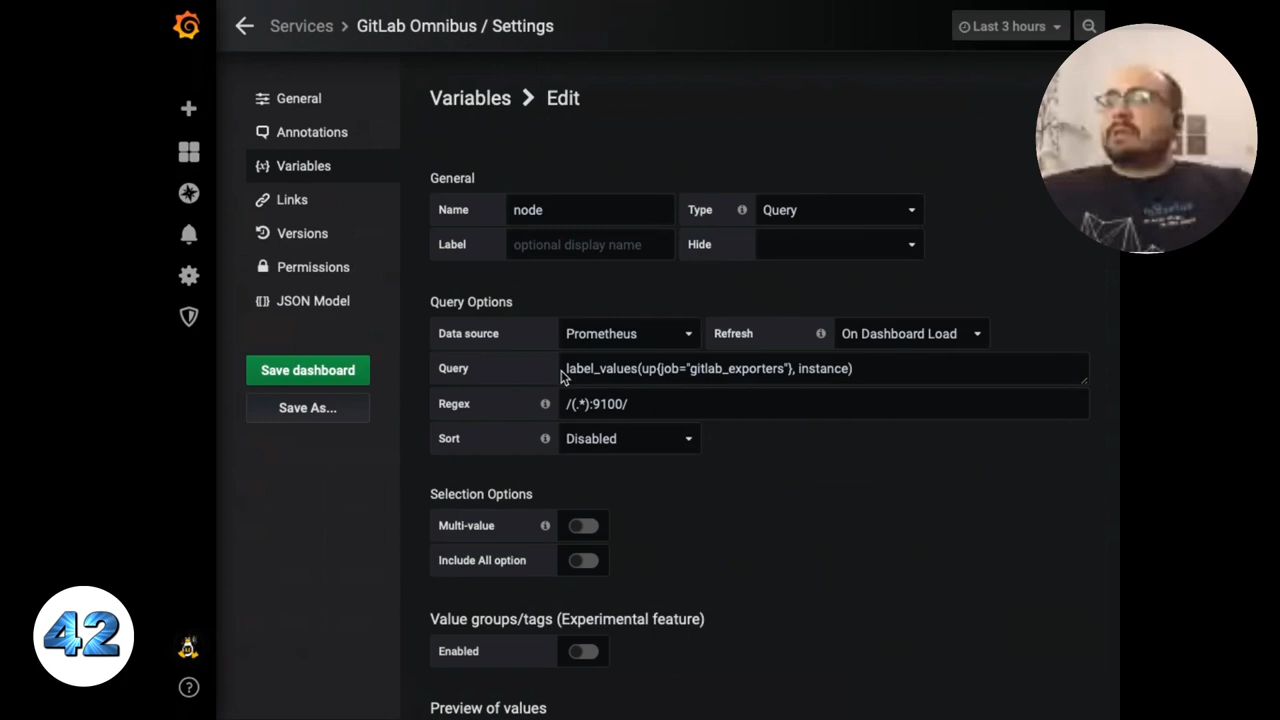 Services > GitLab Omnibus / Settings
Last 3 hours
General
Annotations
Variables
Links
Versions
Permissions
JSON Model
Save dashboard
Save As...
Variables > Edit
General
Name node Type Query
Label optional display name Hide
Query Options
Data source Prometheus Refresh On Dashboard Load
Query label_values(up{job="gitlab_exporters"}, instance)
Regex /(.*):9100/
Sort Disabled
Selection Options
Multi-value
Include All option
Value groups/tags (Experimental feature)
Enabled
Preview of values
42